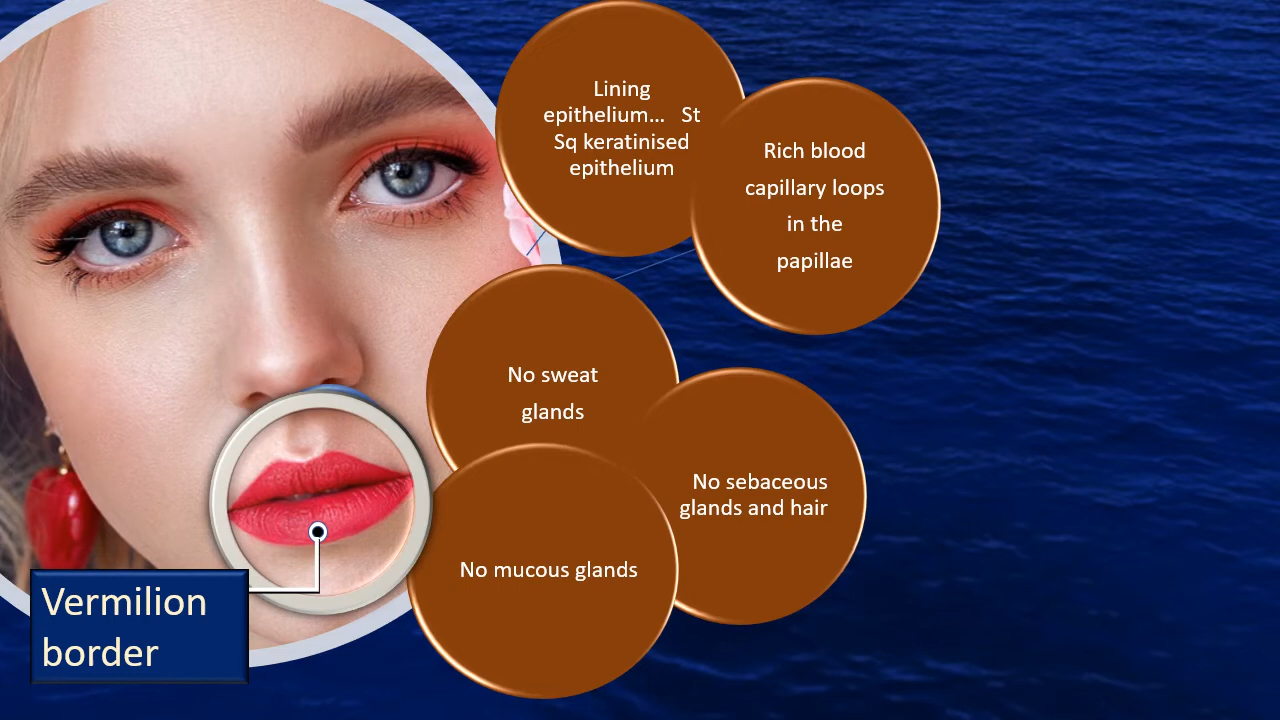 Lining
epithelium... St
Sq keratinised
epithelium
Rich blood
capillary loops
in the
papillae
No sweat
glands
No sebaceous
glands and hair
No mucous glands
Vermilion
border